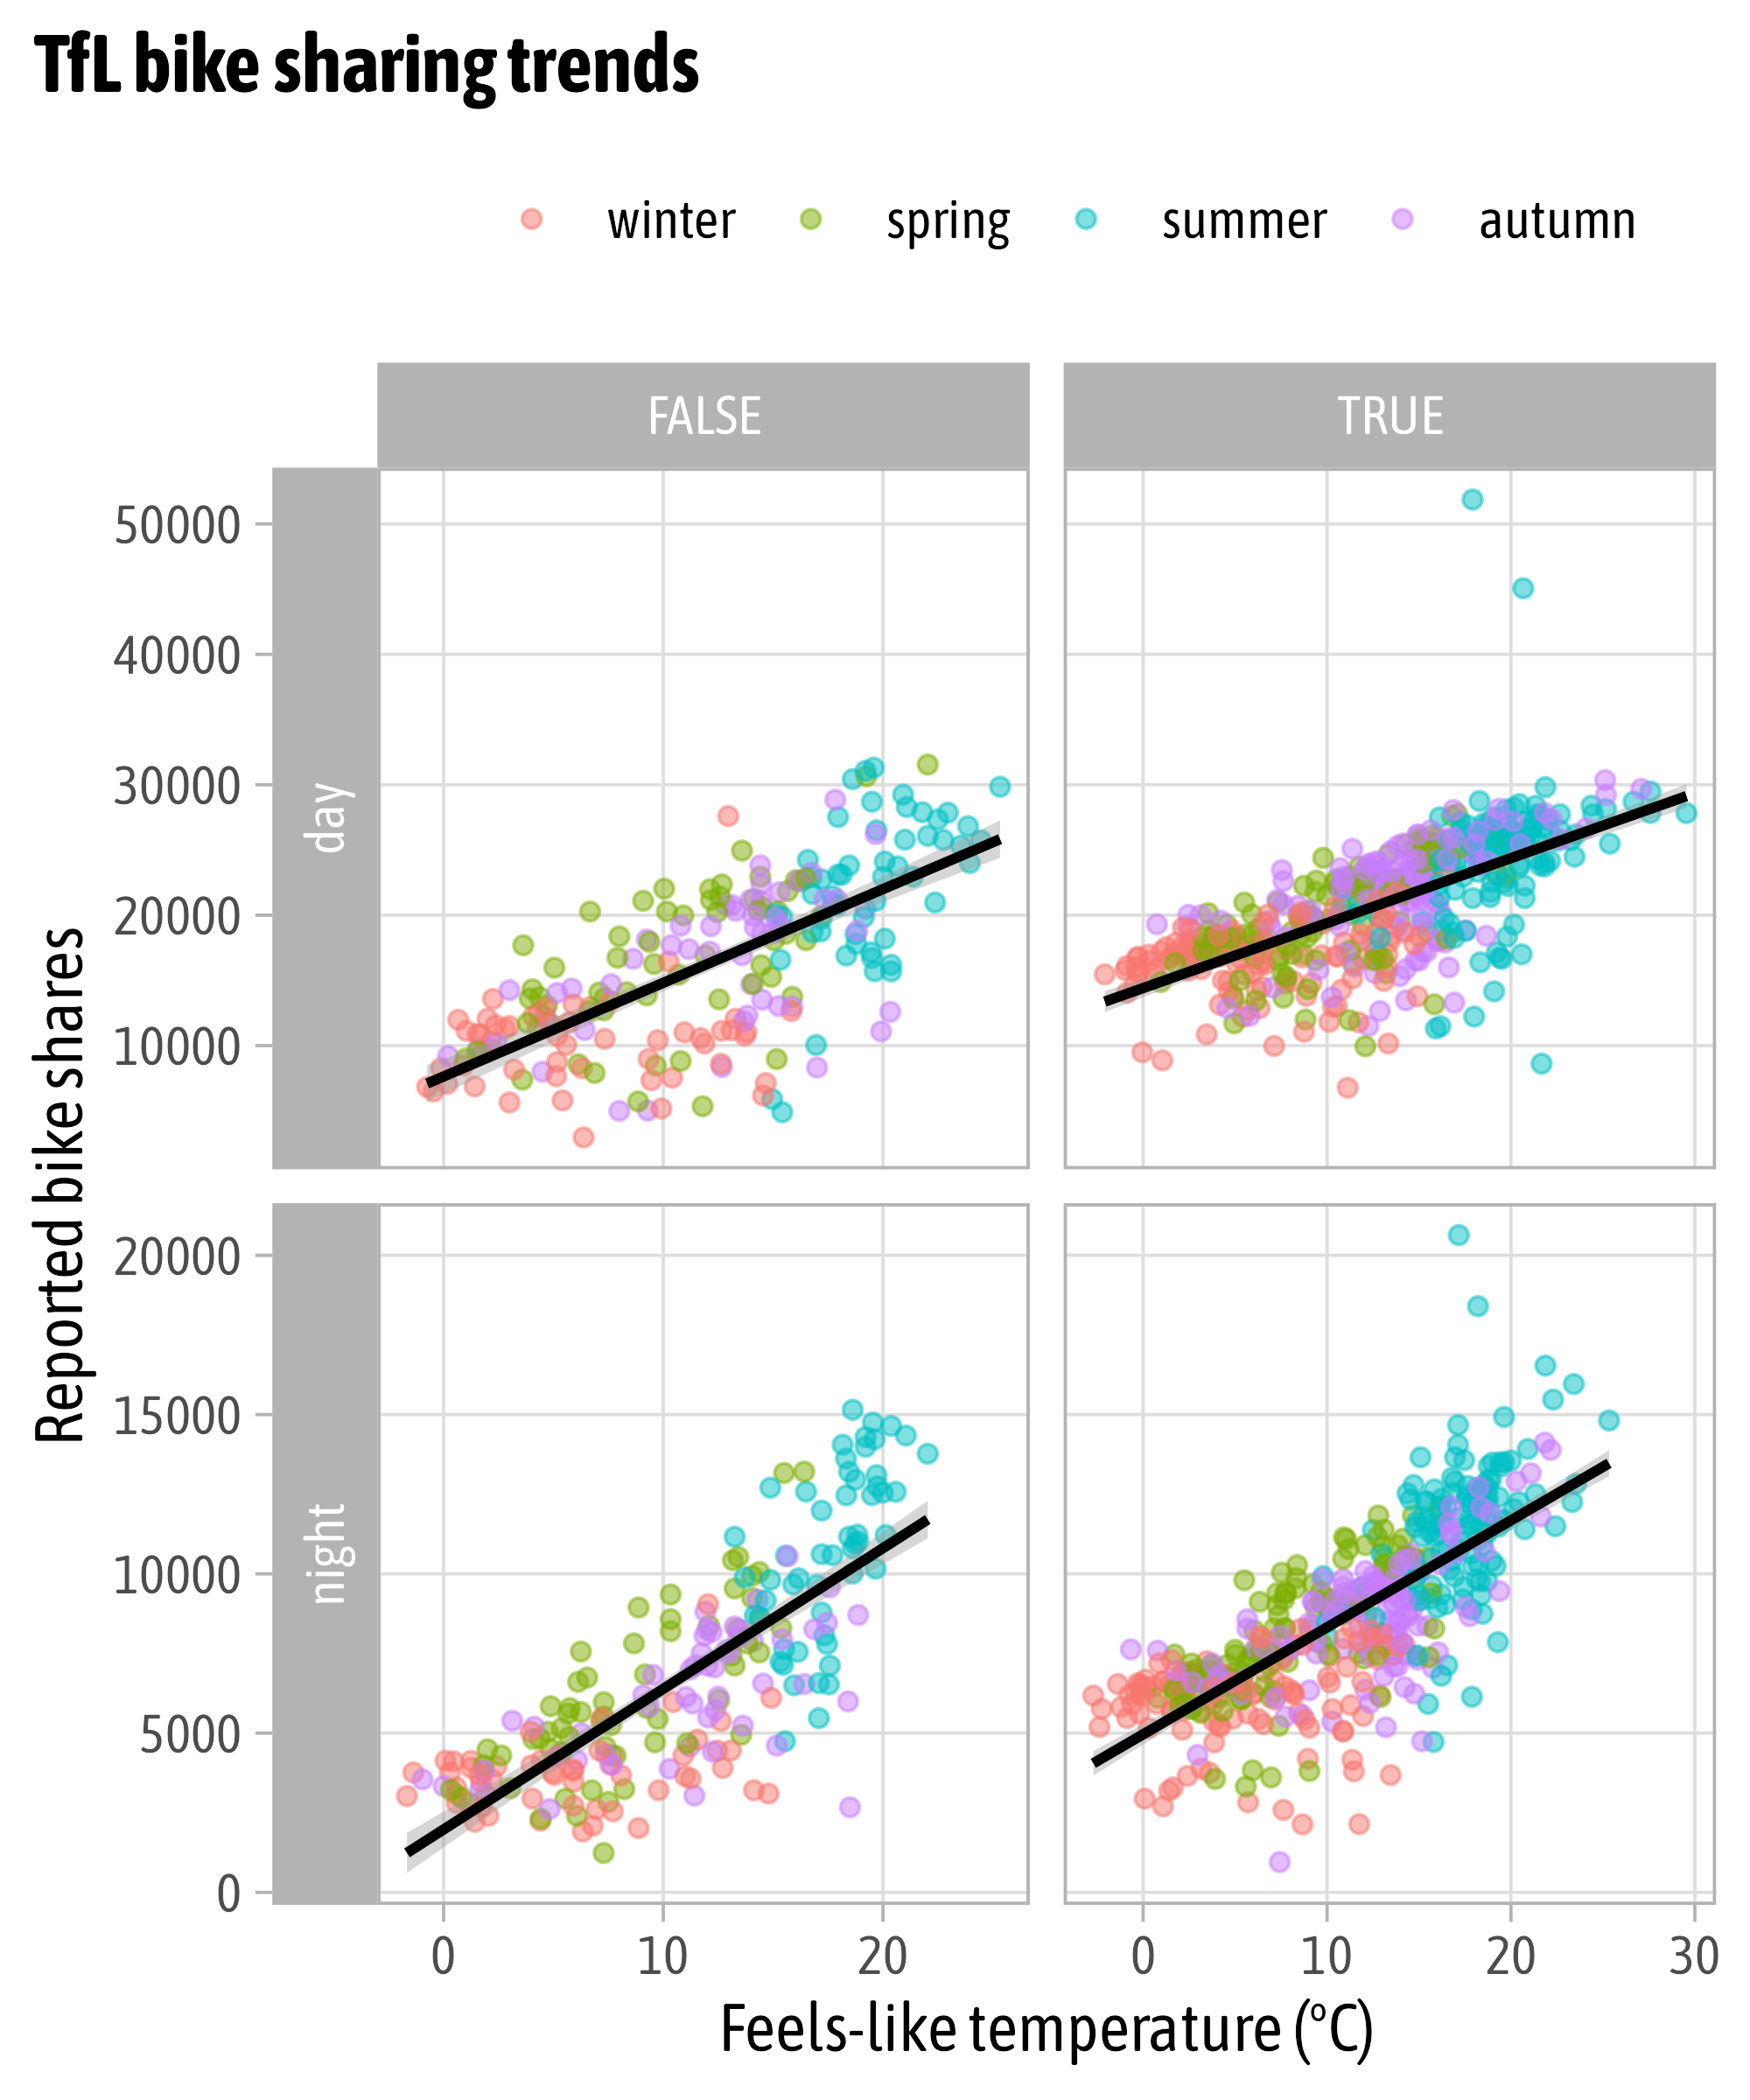 TfL bike sharing trends
winter spring summer autumn
FALSE TRUE
Reported bike shares
day
50000
40000
30000
20000
10000
night
20000
15000
10000
5000
0
0 10 20 0 10 20 30
Feels-like temperature (°C)